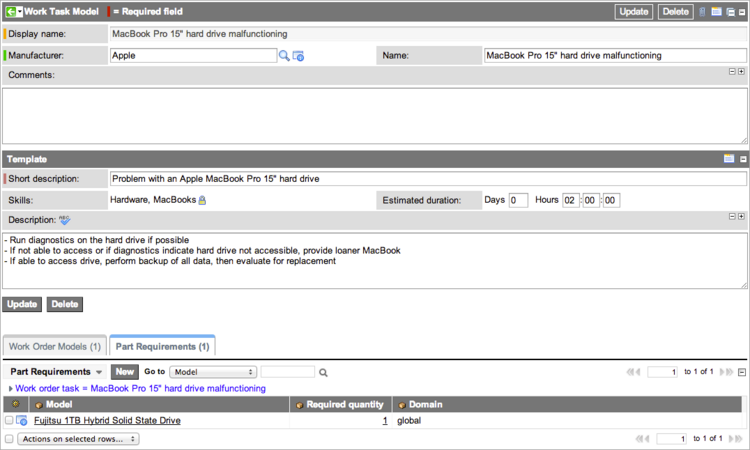 Work Task Model = Required field Update Delete
Display name: MacBook Pro 15" hard drive malfunctioning
Manufacturer: Apple Name: MacBook Pro 15" hard drive malfunctioning
Comments:
Template
Short description: Problem with an Apple MacBook Pro 15" hard drive
Skills: Hardware, MacBooks Estimated duration: Days 0 Hours 02 : 00 : 00
Description:
- Run diagnostics on the hard drive if possible
- If not able to access or if diagnostics indicate hard drive not accessible, provide loaner MacBook
- If able to access drive, perform backup of all data, then evaluate for replacement
Update Delete
Work Order Models (1) Part Requirements (1)
Part Requirements New Go to Model 1 to 1 of 1
Work order task = MacBook Pro 15" hard drive malfunctioning
Model Required quantity Domain
Fujitsu 1TB Hybrid Solid State Drive 1 global
Actions on selected rows... 1 to 1 of 1